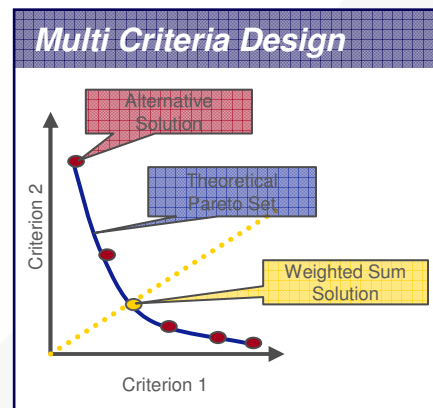 Multi Criteria Design
Alternative
Solution
Theoretical
Pareto Set
Criterion 2
Weighted Sum
Solution
Criterion 1